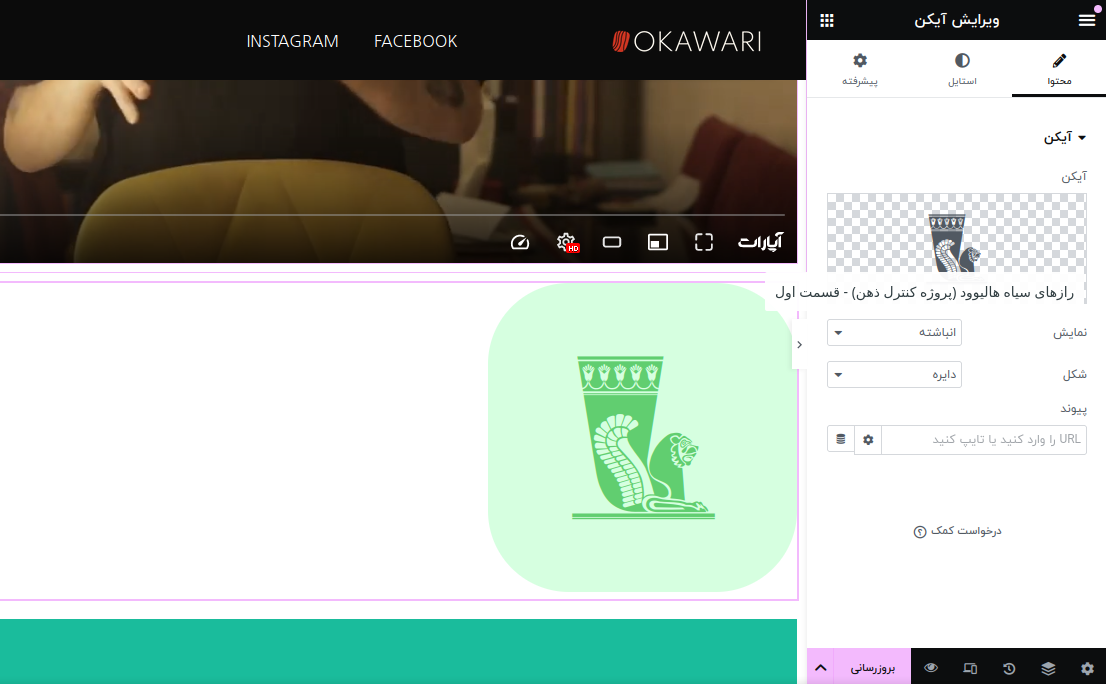 ویرایش آیکن
محتوا
استایل
پیشرفته
آیکن
آیکن
رازهای سیاه هالیوود (پروژه کنترل ذهن) - قسمت اول
نمایش
انباشته
شکل
دایره
پیوند
URL را وارد کنید یا تایپ کنید
درخواست کمک
بروزرسانی
OKAWARI
FACEBOOK
INSTAGRAM
آپارات
HD